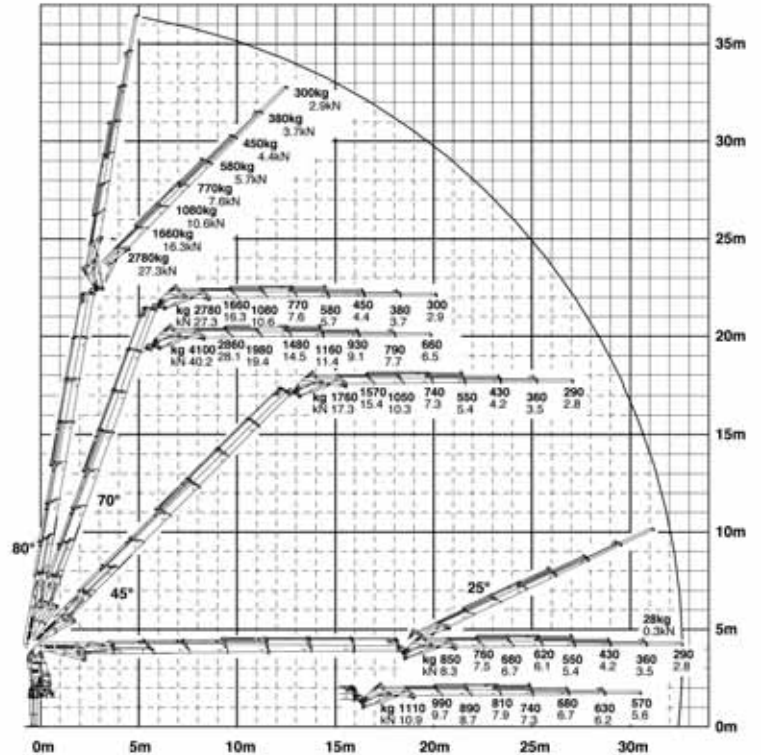 35m
300kg
2.9kN
380kg
3.7kN
30m
450kg
4.4kN
580kg
5.7kN
770kg
7.6kN
1080kg
10.6kN
1660kg
16.3kN
25m
2780kg
27.3kN
kg 2780 1660 1080 770 580 450 380 300
kN 27.3 16.3 10.6 7.6 5.7 4.4 3.7 2.9
20m
kg 4100 2860 1980 1480 1160 930 790 660
kN 40.2 28.1 19.4 14.5 11.4 9.1 7.7 6.5
kg 1760 1570 1050 740 550 430 360 290
kN 17.3 15.4 10.3 7.3 5.4 4.2 3.5 2.8
15m
70°
10m
80°
45°
25°
28kg
0.3kN
5m
kg 850 760 680 620 550 430 360 290
kN 8.3 7.5 6.7 6.1 5.4 4.2 3.5 2.8
kg 1110 990 890 810 740 680 630 570
kN 10.9 9.7 8.7 7.9 7.3 6.7 6.2 5.6
0m
0m 5m 10m 15m 20m 25m 30m